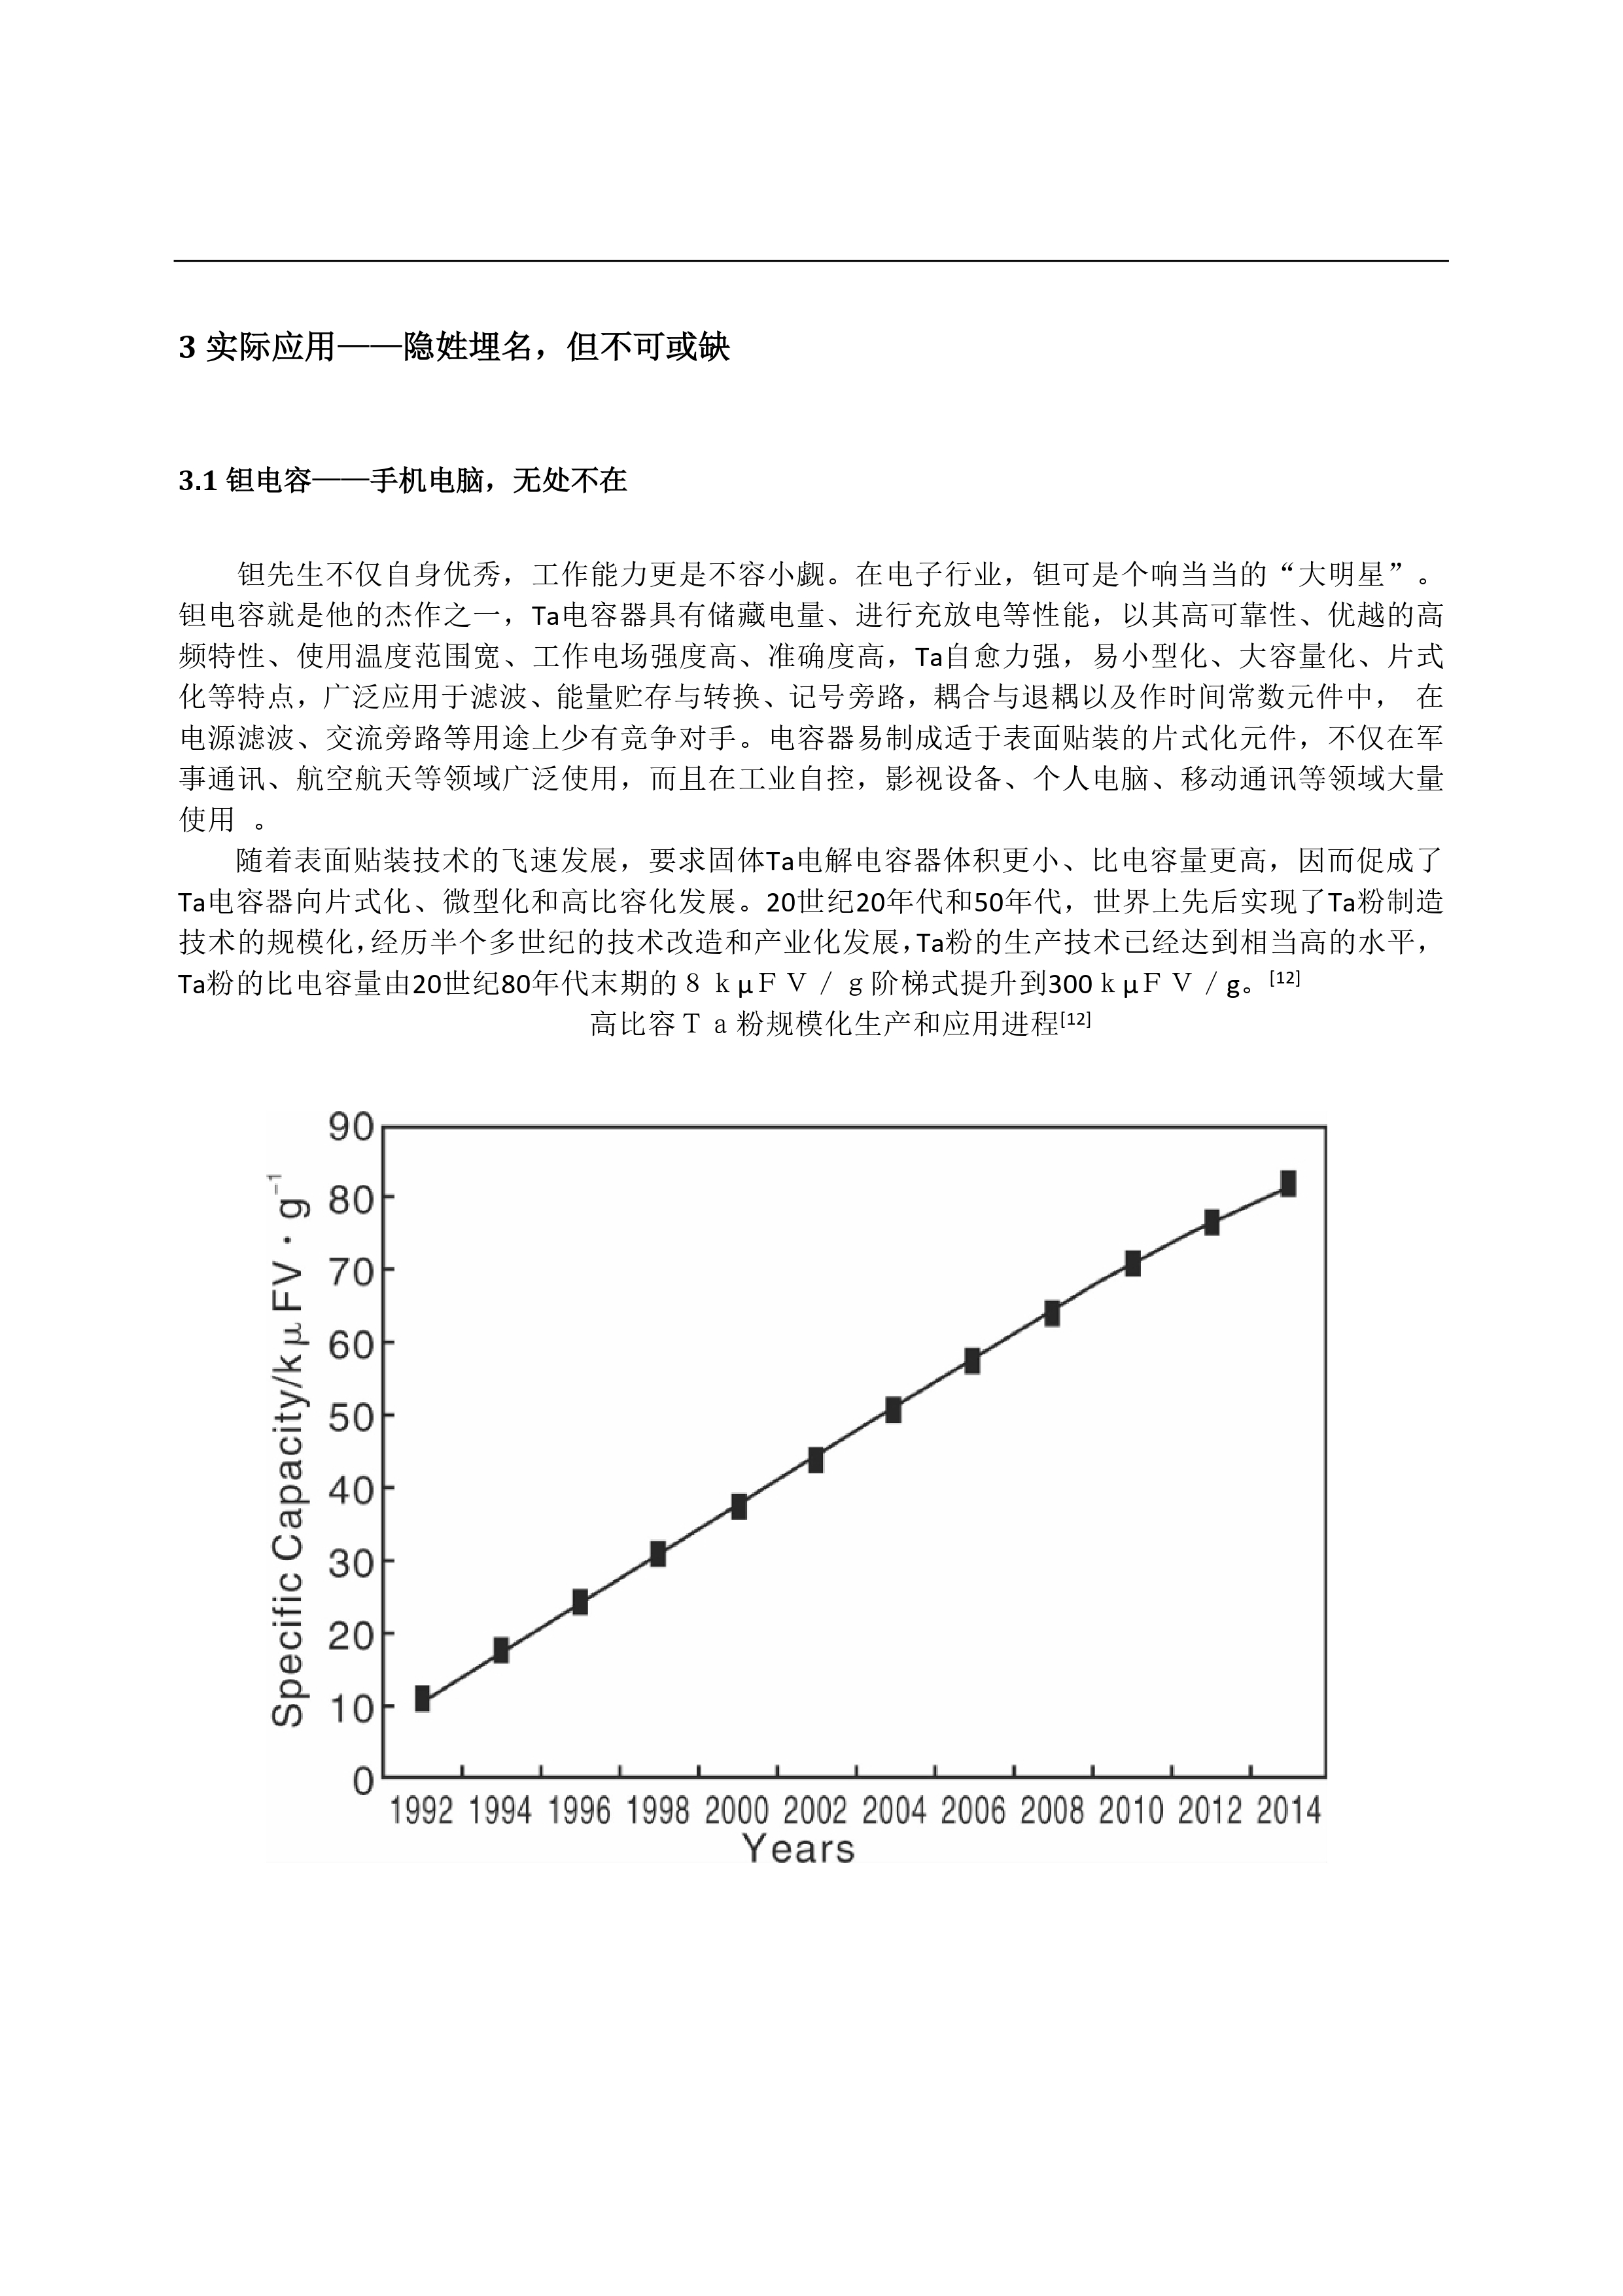 3 实际应用——隐姓埋名，但不可或缺
3.1 钽电容——手机电脑，无处不在
钽先生不仅自身优秀，工作能力更是不容小觑。在电子行业，钽可是个响当当的“大明星”。
钽电容就是他的杰作之一，Ta电容器具有储藏电量、进行充放电等性能，以其高可靠性、优越的高
频特性、使用温度范围宽、工作电场强度高、准确度高，Ta自愈力强，易小型化、大容量化、片式
化等特点，广泛应用于滤波、能量贮存与转换、记号旁路，耦合与退耦以及作时间常数元件中， 在
电源滤波、交流旁路等用途上少有竞争对手。电容器易制成适于表面贴装的片式化元件，不仅在军
事通讯、航空航天等领域广泛使用，而且在工业自控，影视设备、个人电脑、移动通讯等领域大量
使用 。
随着表面贴装技术的飞速发展，要求固体Ta电解电容器体积更小、比电容量更高，因而促成了
Ta电容器向片式化、微型化和高比容化发展。20世纪20年代和50年代，世界上先后实现了Ta粉制造
技术的规模化，经历半个多世纪的技术改造和产业化发展，Ta粉的生产技术已经达到相当高的水平，
Ta粉的比电容量由20世纪80年代末期的８ｋμＦＶ／ｇ阶梯式提升到300ｋμＦＶ／g。[12]
高比容Ｔａ粉规模化生产和应用进程[12]
90
80
70
60
50
40
30
20
10
0
Specific Capacity/kμFV·g⁻¹
1992 1994 1996 1998 2000 2002 2004 2006 2008 2010 2012 2014
Years